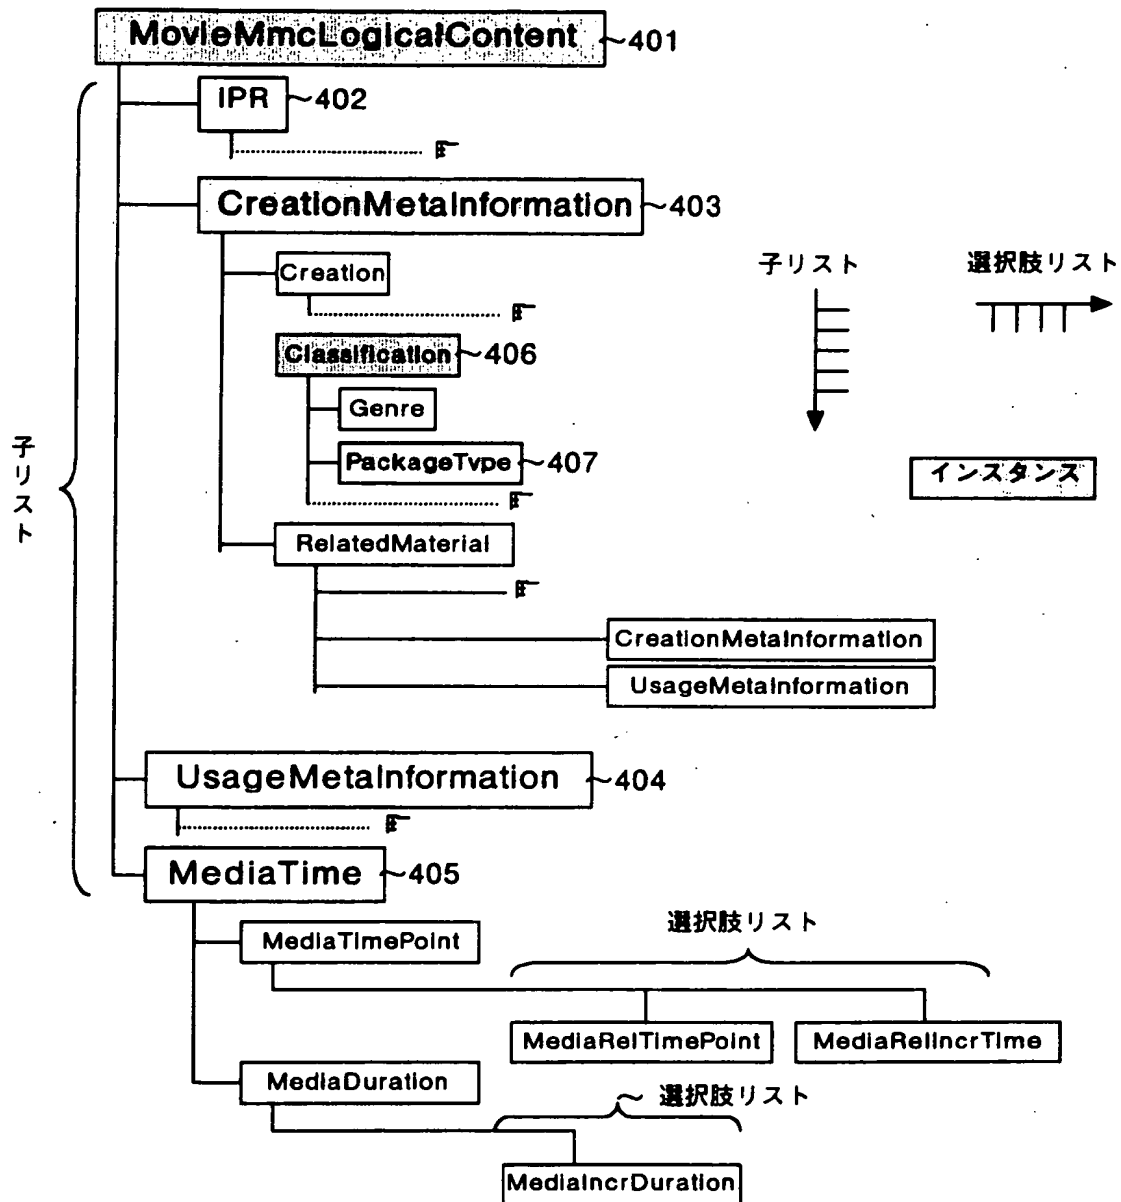 MovieMmcLogicalContent ~401
IPR ~402
CreationMetaInformation ~403
Creation
子リスト
選択肢リスト
Classification ~406
Genre
PackageType ~407
子リスト
インスタンス
RelatedMaterial
CreationMetaInformation
UsageMetaInformation
UsageMetaInformation ~404
MediaTime ~405
MediaTimePoint
選択肢リスト
MediaRelTimePoint
MediaRelIncrTime
MediaDuration
~ 選択肢リスト
MediaIncrDuration